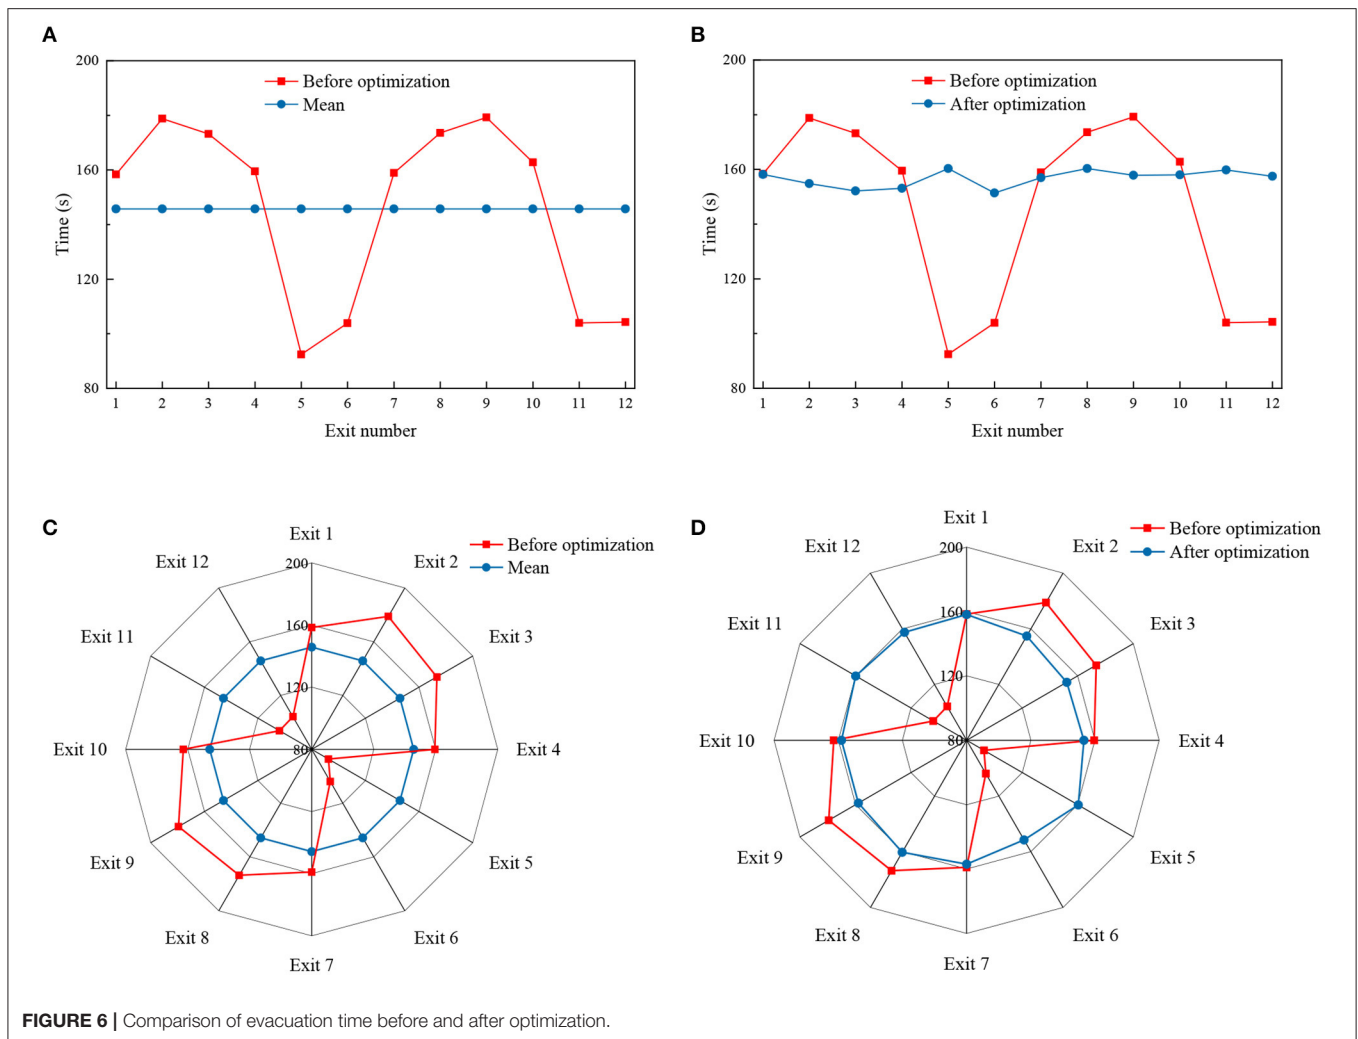 A
200
160
120
80
Time (s)
Before optimization
Mean
1 2 3 4 5 6 7 8 9 10 11 12
Exit number
B
200
160
120
80
Time (s)
Before optimization
After optimization
1 2 3 4 5 6 7 8 9 10 11 12
Exit number
C
Before optimization
Mean
Exit 1
Exit 2
Exit 3
Exit 4
Exit 5
Exit 6
Exit 7
Exit 8
Exit 9
Exit 10
Exit 11
Exit 12
200
160
120
80
D
Before optimization
After optimization
Exit 1
Exit 2
Exit 3
Exit 4
Exit 5
Exit 6
Exit 7
Exit 8
Exit 9
Exit 10
Exit 11
Exit 12
200
160
120
80
FIGURE 6 | Comparison of evacuation time before and after optimization.